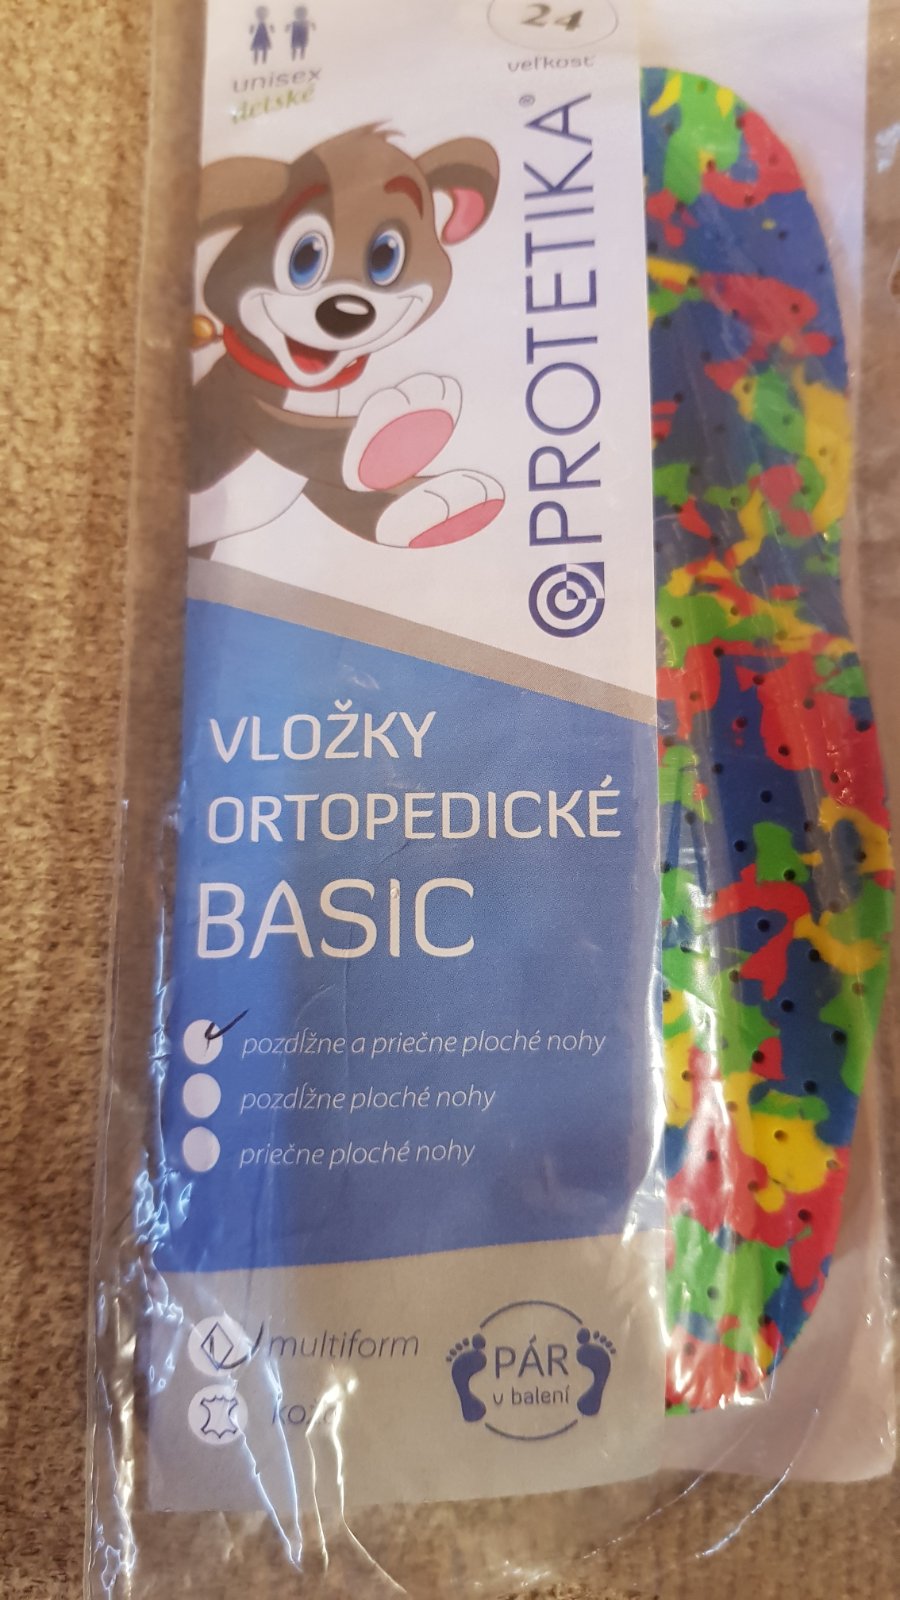 24
veľkosť
unisex
detské
PROTETIKA®
VLOŽKY
ORTOPEDICKÉ
BASIC
pozdĺžne a priečne ploché nohy
pozdĺžne ploché nohy
priečne ploché nohy
multiform
PÁR
v balení